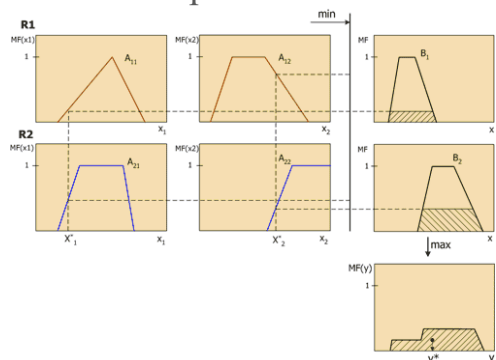 min
R1
MF(x1)
1
A11
x1
MF(x2)
1
A12
x2
MF
1
B1
x
R2
MF(x1)
1
A21
X*1
x1
MF(x2)
1
A22
X*2
x2
MF
1
B2
x
max
MF(y)
1
y*
y